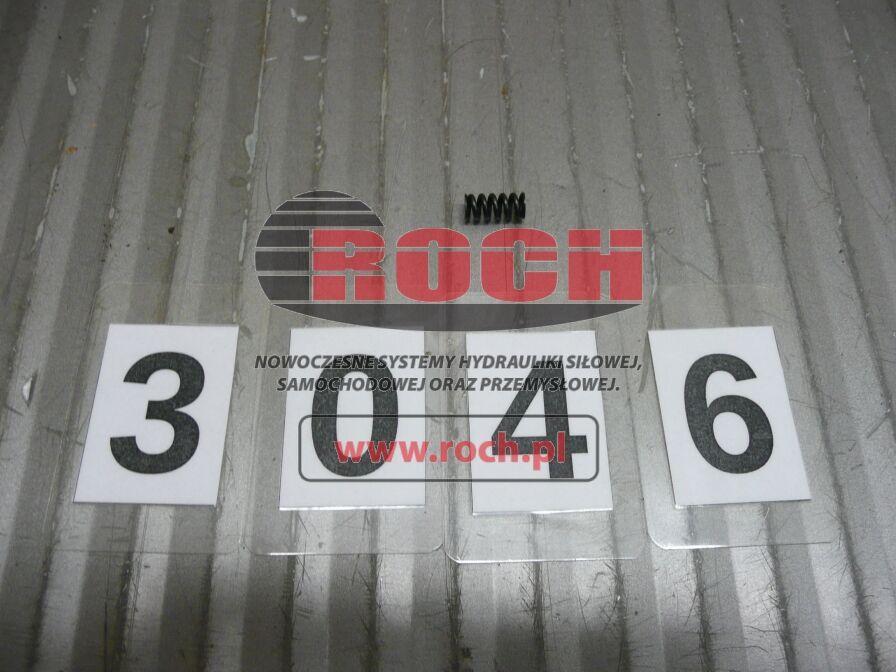 ROCH
NOWOCZESNE SYSTEMY HYDRAULIKI SIŁOWEJ,
SAMOCHODOWEJ ORAZ PRZEMYSŁOWEJ.
3 0 4 6
www.roch.pl